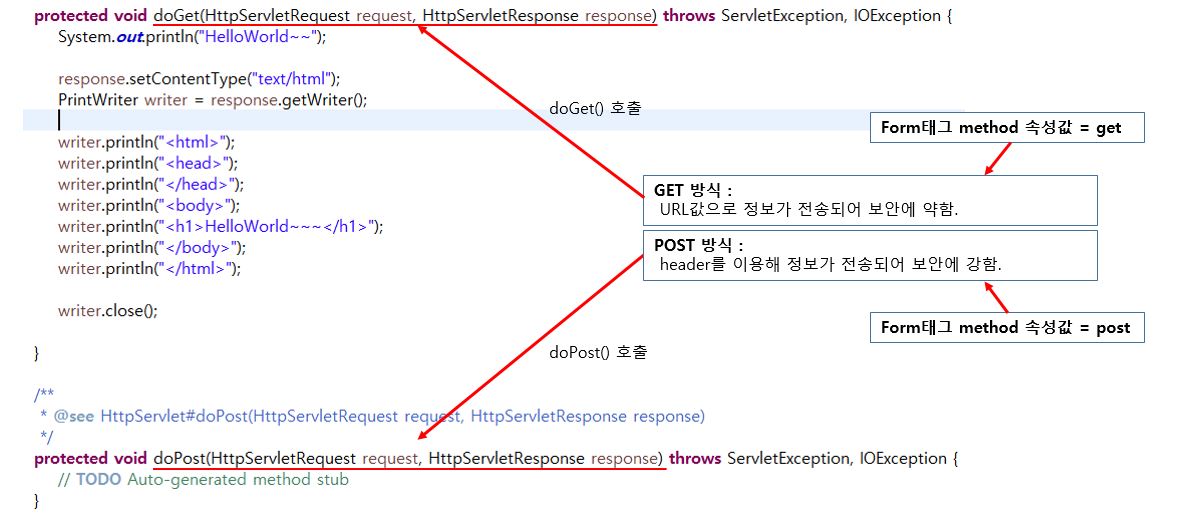 protected void doGet(HttpServletRequest request, HttpServletResponse response) throws ServletException, IOException {
System.out.println("HelloWorld~~");
response.setContentType("text/html");
PrintWriter writer = response.getWriter();
doGet() 호출
writer.println("<html>");
writer.println("<head>");
writer.println("</head>");
writer.println("<body>");
writer.println("<h1>HelloWorld~~~</h1>");
writer.println("</body>");
writer.println("</html>");
writer.close();
}
Form태그 method 속성값 = get
GET 방식 :
URL값으로 정보가 전송되어 보안에 약함.
POST 방식 :
header를 이용해 정보가 전송되어 보안에 강함.
Form태그 method 속성값 = post
doPost() 호출
/**
* @see HttpServlet#doPost(HttpServletRequest request, HttpServletResponse response)
*/
protected void doPost(HttpServletRequest request, HttpServletResponse response) throws ServletException, IOException {
// TODO Auto-generated method stub
}